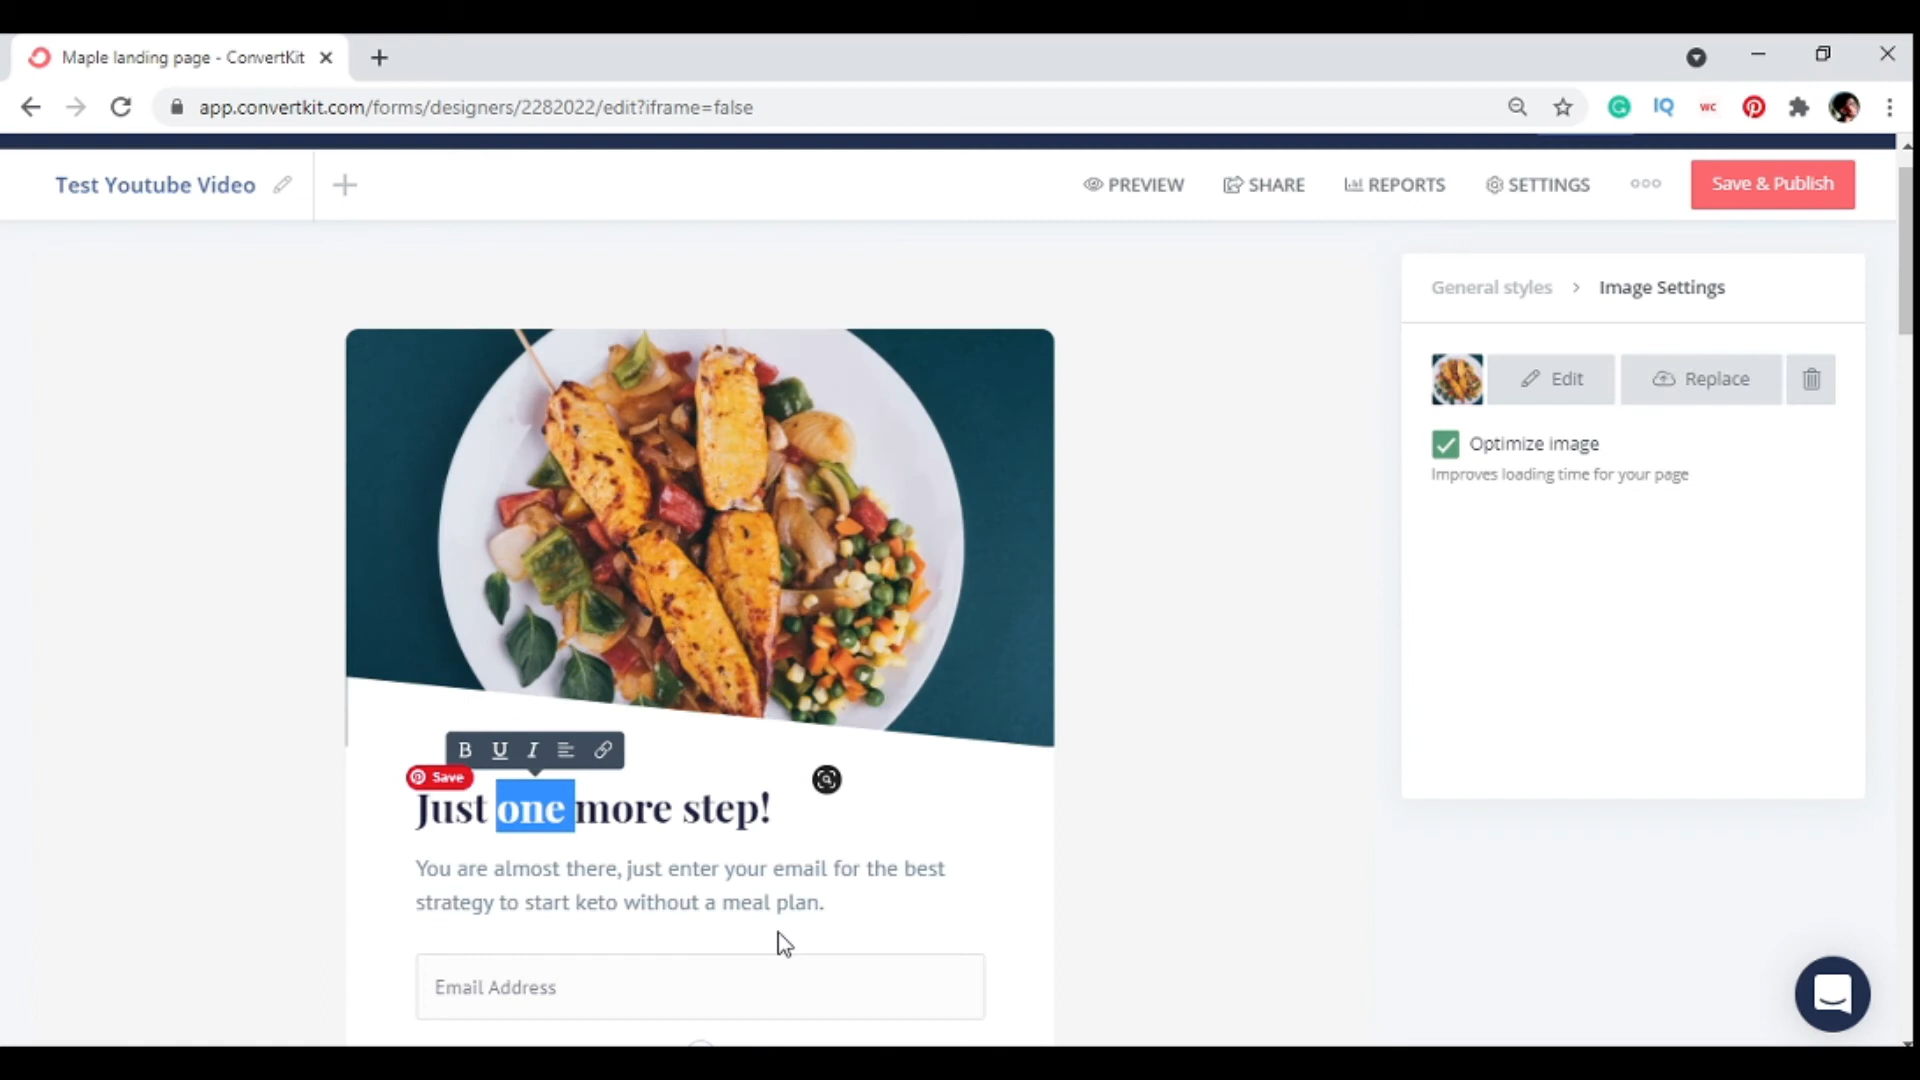 Maple landing page - ConvertKit
app.convertkit.com/forms/designers/2282022/edit?iframe=false
IQ
WC
Test Youtube Video
PREVIEW
SHARE
REPORTS
SETTINGS
Save & Publish
General styles > Image Settings
Edit
Replace
Optimize image
Improves loading time for your page
B U I
Save
Just one more step!
You are almost there, just enter your email for the best
strategy to start keto without a meal plan.
Email Address